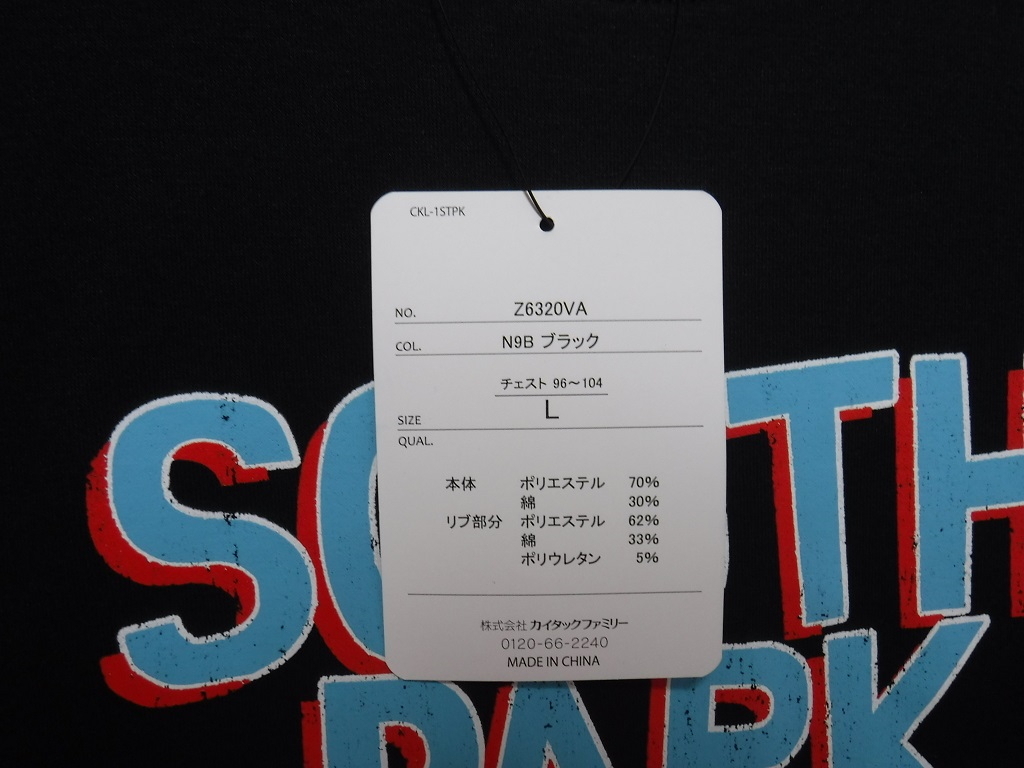 CKL-1STPK
NO. Z6320VA
COL. N9B ブラック
チェスト 96～104
SIZE L
QUAL.
本体 ポリエステル 70%
綿 30%
リブ部分 ポリエステル 62%
綿 33%
ポリウレタン 5%
株式会社 カイタックファミリー
0120-66-2240
MADE IN CHINA
SOUTH
PARK